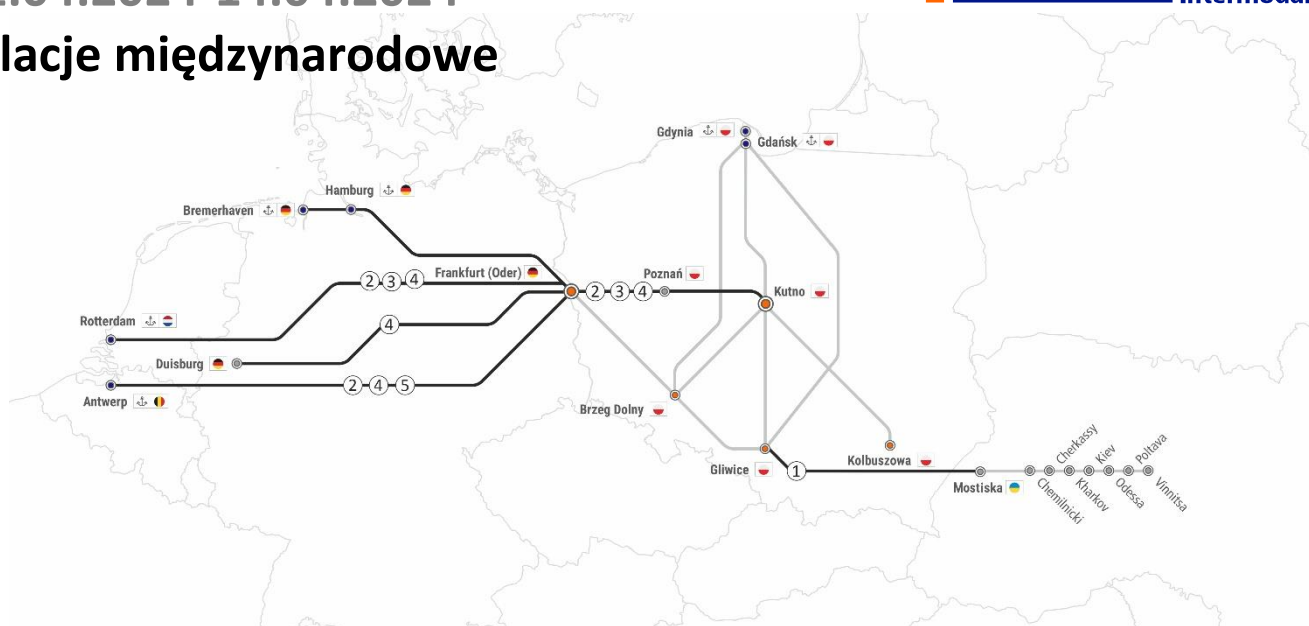 lacje międzynarodowe
Gdynia
Gdańsk
Hamburg
Bremerhaven
2 3 4
Frankfurt (Oder)
2 3 4
Poznań
Kutno
Rotterdam
4
Duisburg
2 4 5
Antwerp
Brzeg Dolny
Gliwice
1
Kolbuszowa
Mostiska
Chemilnicki
Cherkassy
Kharkov
Kiev
Odessa
Poltava
Vinnitsa